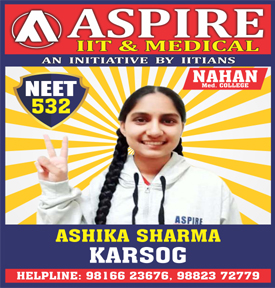 ASPIRE
IIT & MEDICAL
AN INITIATIVE BY IITIANS
NAHAN
Med. COLLEGE
NEET
532
ASPIRE
ASHIKA SHARMA
KARSOG
HELPLINE: 98166 23676, 98823 72779